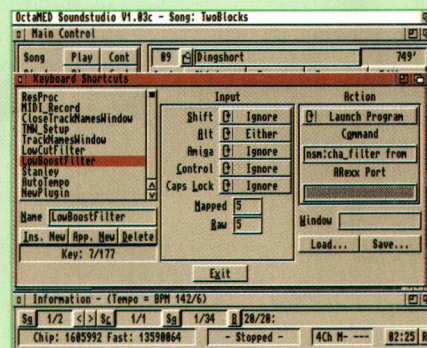 OctaMED Soundstudio V1.03c - Song: TwoBlocks
Main Control
Song Play Cont 09 Dingshort 749'
Keyboard Shortcuts
ResProc
MIDI_Record
CloseTrackNamesWindow
TNW_Setup
TrackNamesWindow
LowCutFilter
LowBoostFilter
Stanley
AutoTempo
NewPlugin
Name LowBoostFilter
Ins. New App. New Delete
Key: 7/177
Input
Shift Ignore
Alt Either
Amiga Ignore
Control Ignore
Caps Lock Ignore
Mapped 5
Raw 5
Action
Launch Program
Command
nsm:cha_filter from
ARexx Port
Window
Load... Save...
Exit
Information - (Tempo = BPM 142/6)
Sg 1/2 < > Sc 1/1 Sg 1/34 B 20/20:
Chip: 1605992 Fast: 13590064 - Stopped - 4Ch M- --- 02:25 R